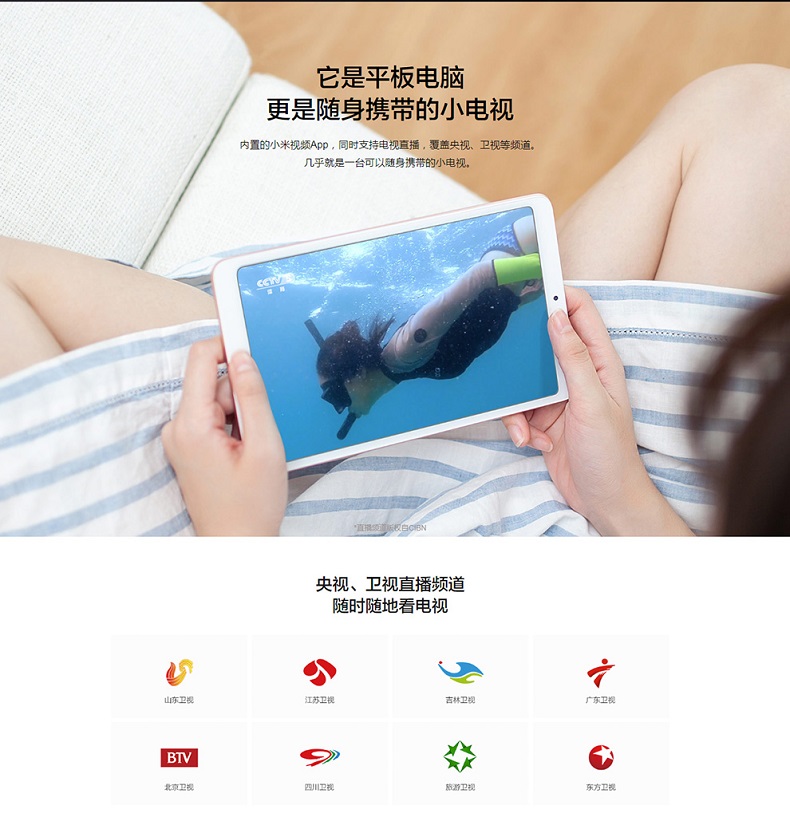 它是平板电脑
更是随身携带的小电视
内置的小米视频App，同时支持电视直播，覆盖央视、卫视等频道。
几乎就是一台可以随身携带的小电视。
CCTV
*直播频道版权自CIBN
央视、卫视直播频道
随时随地看电视
山东卫视
江苏卫视
吉林卫视
广东卫视
BTV
北京卫视
四川卫视
旅游卫视
东方卫视